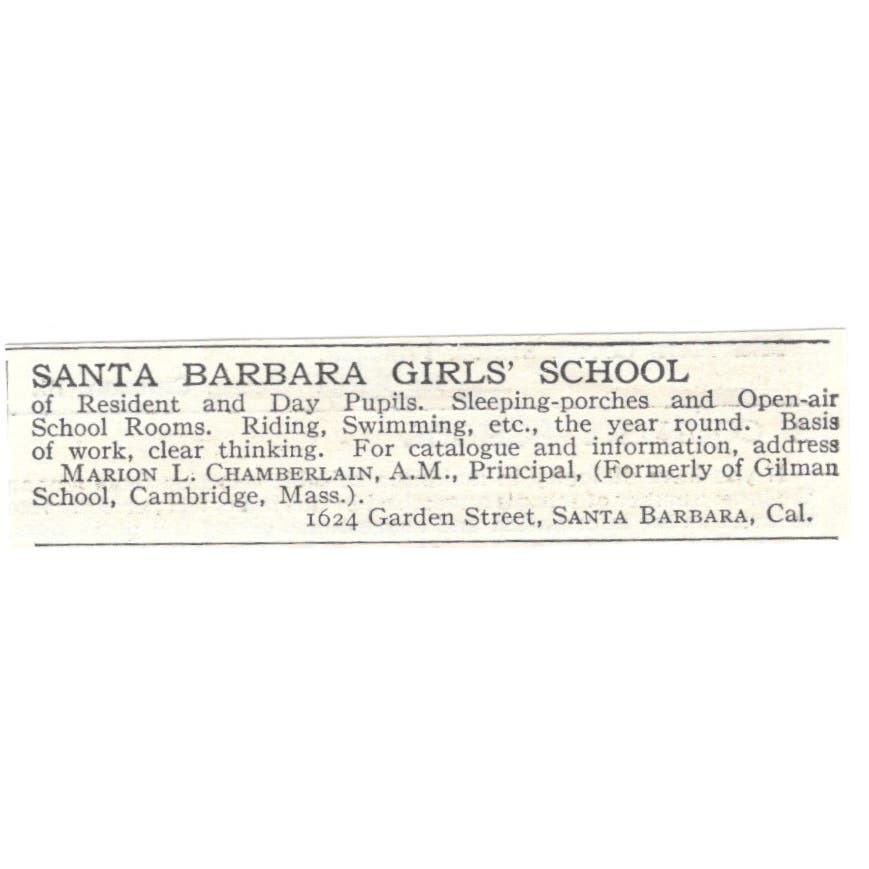 SANTA BARBARA GIRLS' SCHOOL
of Resident and Day Pupils. Sleeping-porches and Open-air
School Rooms. Riding, Swimming, etc., the year round. Basis
of work, clear thinking. For catalogue and information, address
MARION L. CHAMBERLAIN, A.M., Principal, (Formerly of Gilman
School, Cambridge, Mass.).
1624 Garden Street, SANTA BARBARA, Cal.